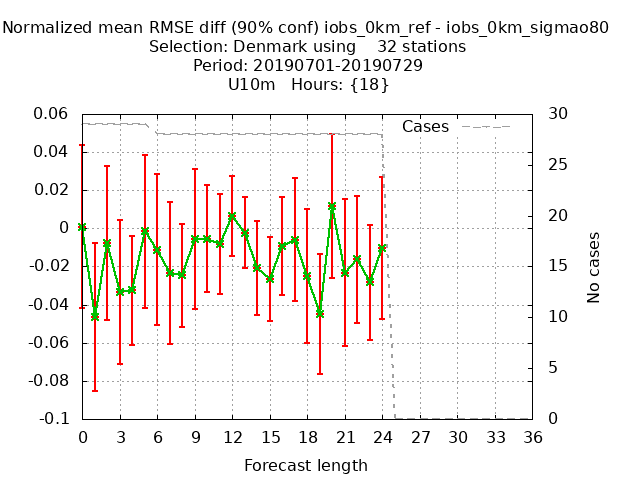 Normalized mean RMSE diff (90% conf) iobs_0km_ref - iobs_0km_sigmao80
Selection: Denmark using    32 stations
Period: 20190701-20190729
U10m   Hours: {18}
Cases
0.06
0.04
0.02
0
-0.02
-0.04
-0.06
-0.08
-0.1
30
25
20
15
10
5
0
No cases
0 3 6 9 12 15 18 21 24 27 30 33 36
Forecast length